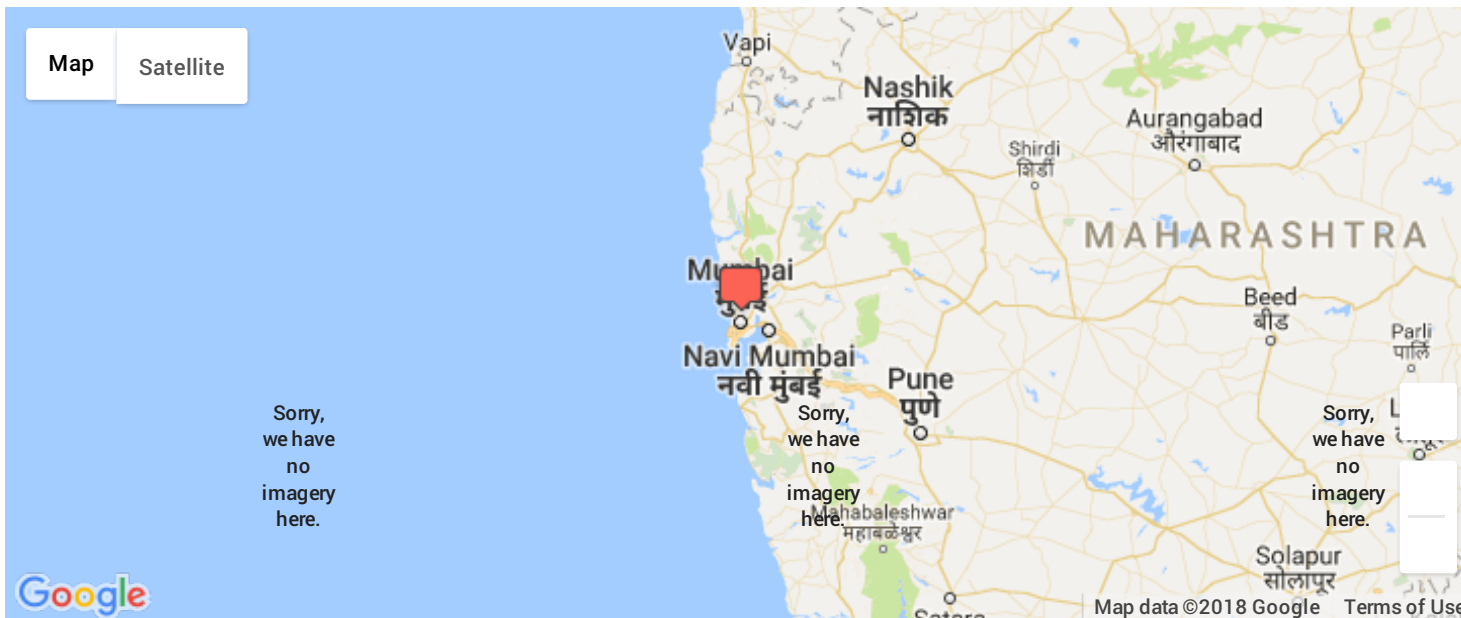 Map
Satellite
Vapi
Nashik
नाशिक
Aurangabad
औरंगाबाद
Shirdi
शिर्डी
MAHARASHTRA
Mumbai
Beed
बीड
Parli
पार्लि
Navi Mumbai
नवी मुंबई
Pune
पुणे
Sorry,
we have
no
imagery
here.
Sorry,
we have
no
imagery
here.
Sorry,
we have
no
imagery
here.
Mahabaleshwar
महाबळेश्वर
Solapur
सोलापूर
Satara
Google
Map data ©2018 Google
Terms of Use